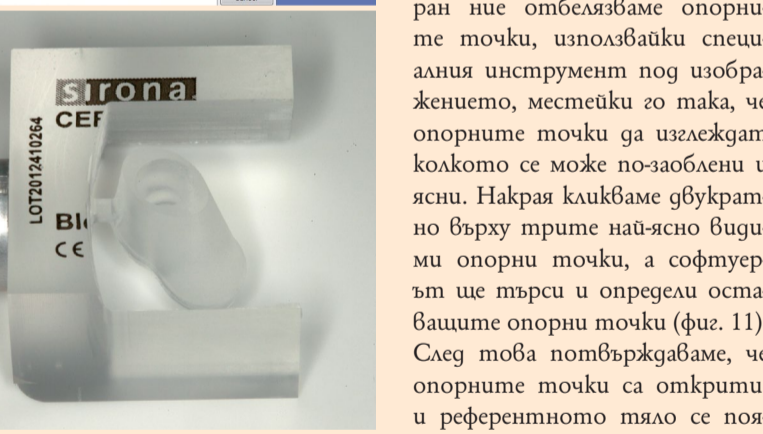 sirona
CER
LOT2012410264
Blo
CE
ран ние отбелязваме опорни-
те точки, използвайки специ-
алния инструмент под изобра-
жението, местейки го така, че
опорните точки да изглеждат
колкото се може по-заоблени и
ясни. Накрая кликваме двукрат-
но върху трите най-ясно види-
ми опорни точки, а софтуер-
ът ще търси и определи оста-
ващите опорни точки (фиг. 11).
След това потвърждаваме, че
опорните точки са открити
и референтното тяло се поя-